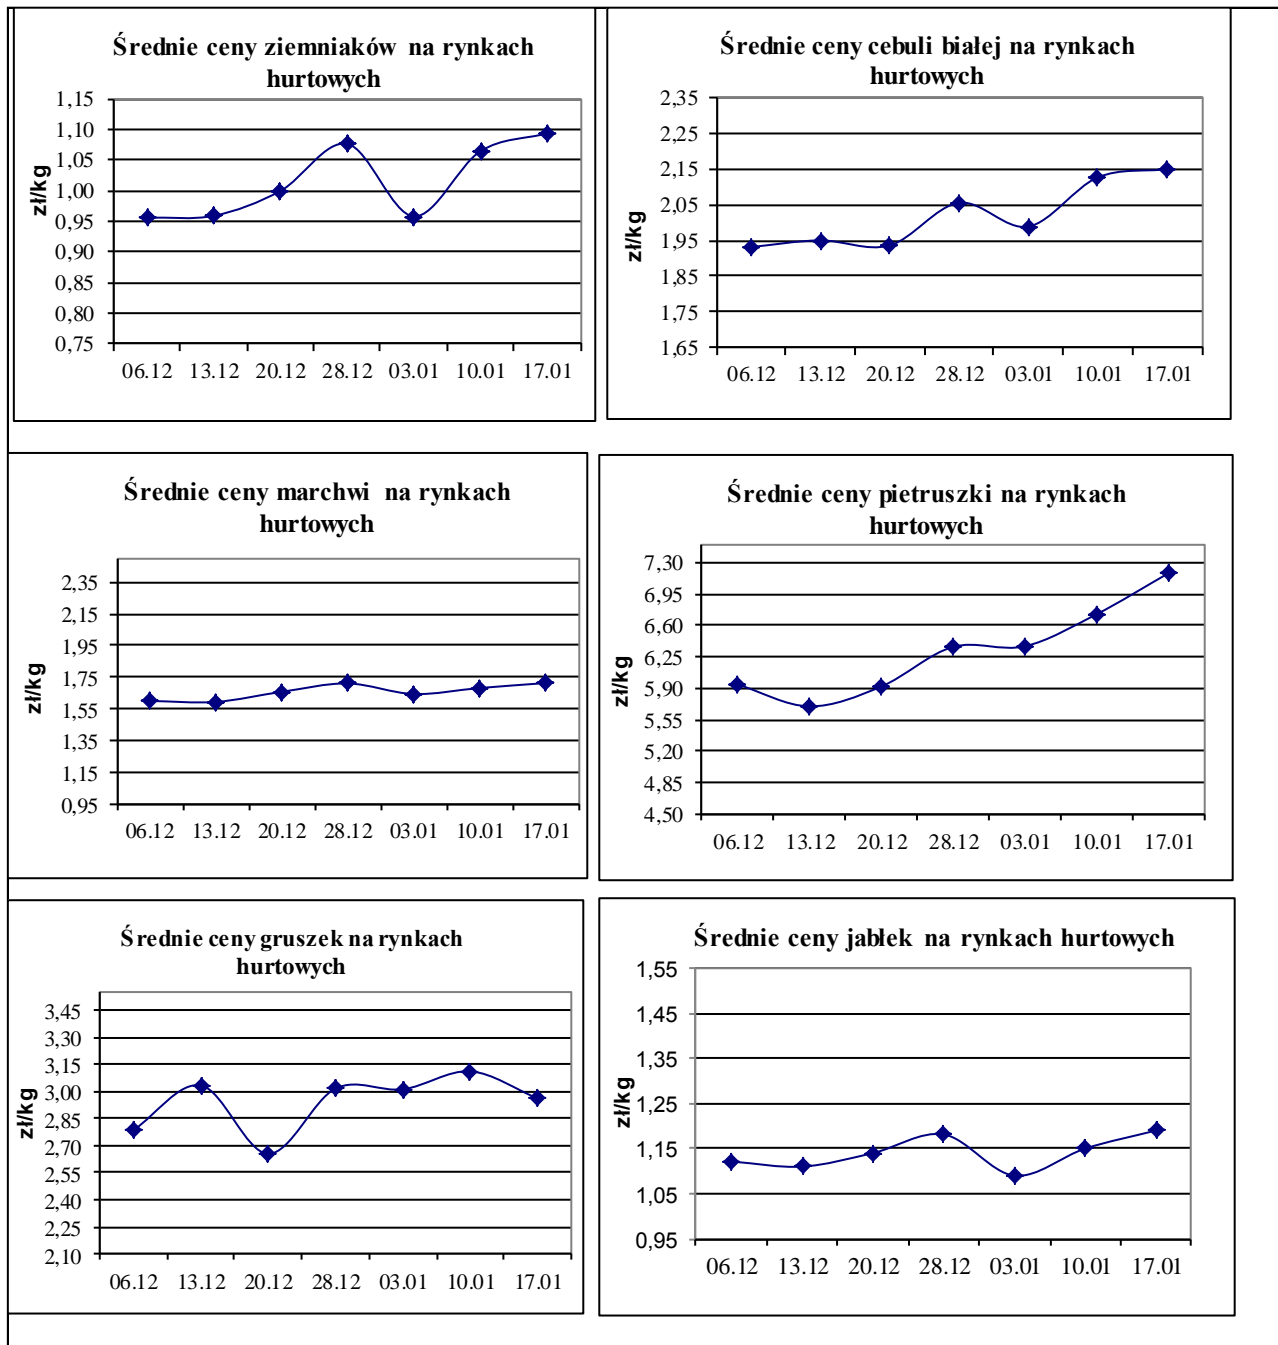 Średnie ceny ziemniaków na rynkach
hurtowych
zł/kg
1,15
1,10
1,05
1,00
0,95
0,90
0,85
0,80
0,75
06.12 13.12 20.12 28.12 03.01 10.01 17.01
Średnie ceny cebuli białej na rynkach
hurtowych
zł/kg
2,35
2,25
2,15
2,05
1,95
1,85
1,75
1,65
06.12 13.12 20.12 28.12 03.01 10.01 17.01
Średnie ceny marchwi na rynkach
hurtowych
zł/kg
2,35
2,15
1,95
1,75
1,55
1,35
1,15
0,95
06.12 13.12 20.12 28.12 03.01 10.01 17.01
Średnie ceny pietruszki na rynkach
hurtowych
zł/kg
7,30
6,95
6,60
6,25
5,90
5,55
5,20
4,85
4,50
06.12 13.12 20.12 28.12 03.01 10.01 17.01
Średnie ceny gruszek na rynkach
hurtowych
zł/kg
3,45
3,30
3,15
3,00
2,85
2,70
2,55
2,40
2,25
2,10
06.12 13.12 20.12 28.12 03.01 10.01 17.01
Średnie ceny jabłek na rynkach hurtowych
zł/kg
1,55
1,45
1,35
1,25
1,15
1,05
0,95
06.12 13.12 20.12 28.12 03.01 10.01 17.01